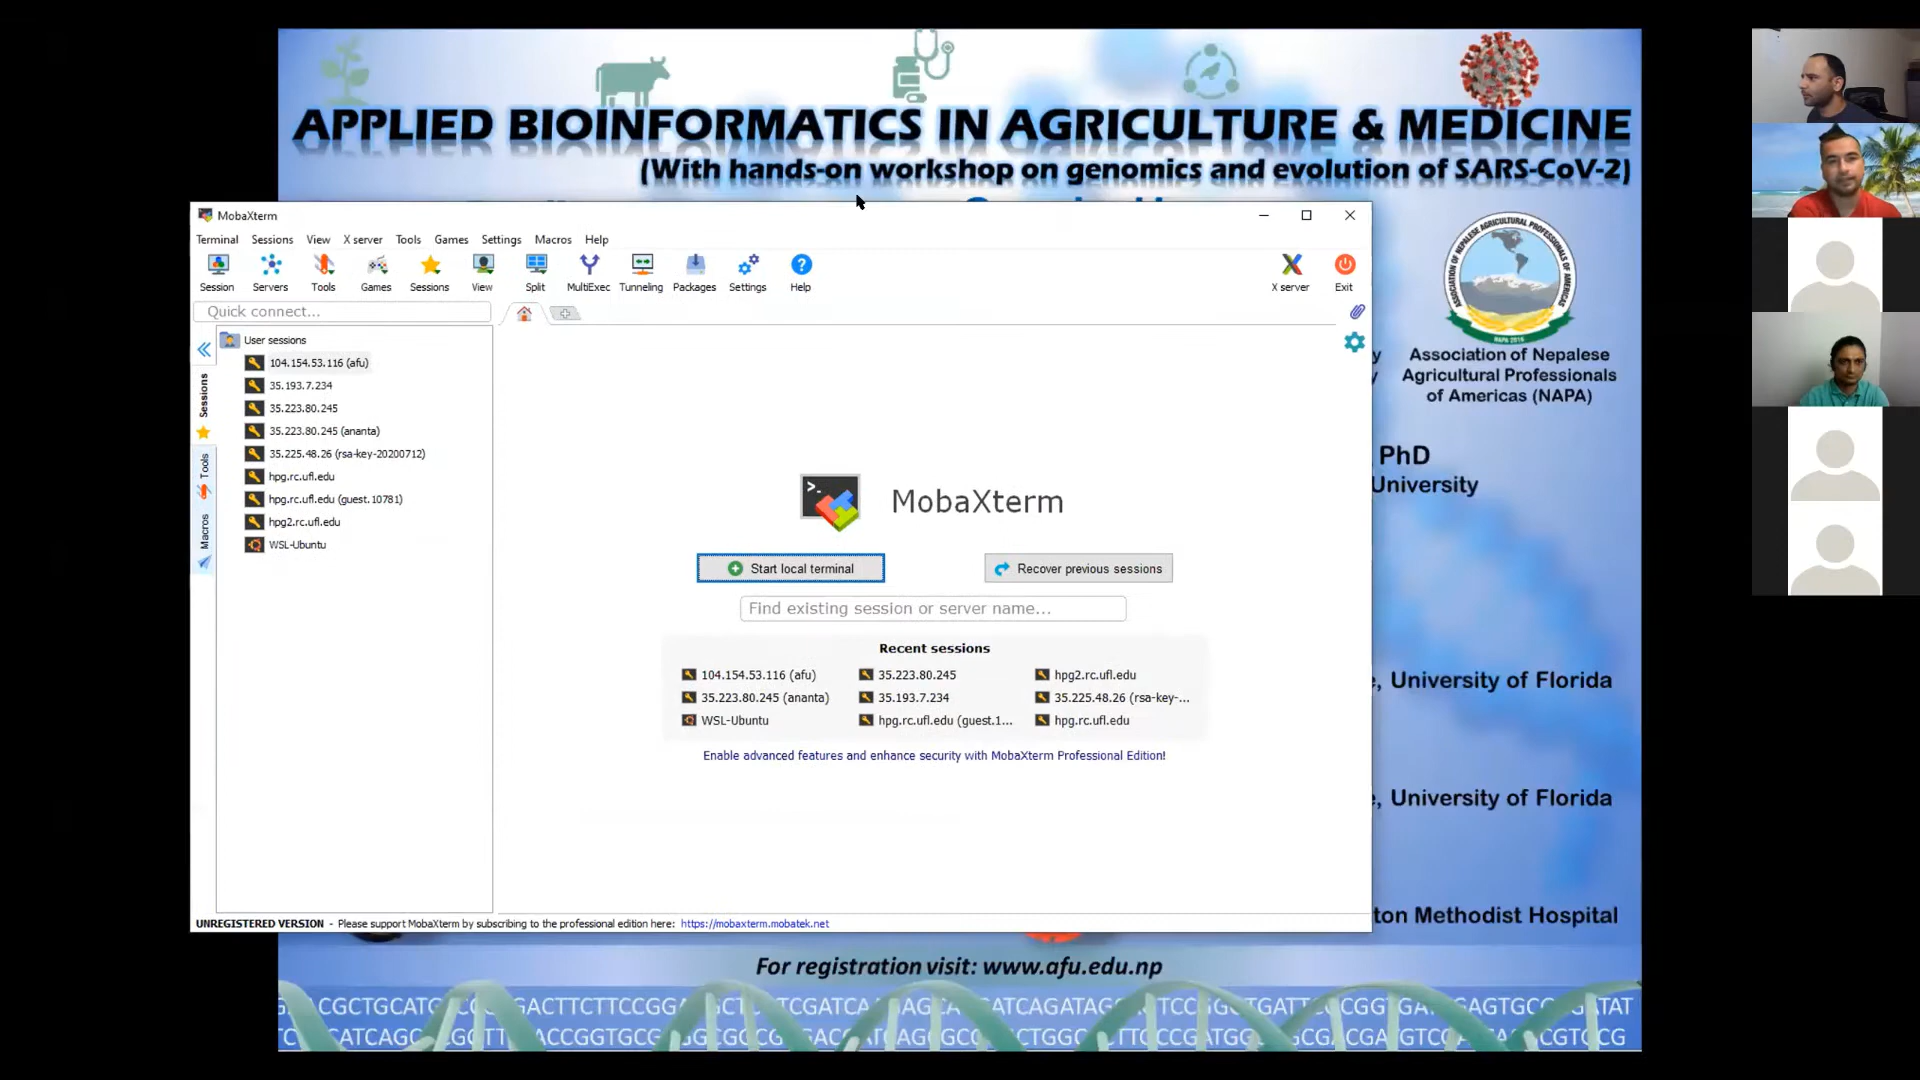 APPLIED BIOINFORMATICS IN AGRICULTURE & MEDICINE
(With hands-on workshop on genomics and evolution of SARS-CoV-2)
MobaXterm
Terminal Sessions View X server Tools Games Settings Macros Help
Session Servers Tools Games Sessions View Split MultiExec Tunneling Packages Settings Help X server Exit
Quick connect...
User sessions
104.154.53.116 (afu)
35.193.7.234
35.223.80.245
35.223.80.245 (ananta)
35.225.48.26 (rsa-key-20200712)
hpg.rc.ufl.edu
hpg.rc.ufl.edu (guest.10781)
hpg2.rc.ufl.edu
WSL-Ubuntu
Sessions
Tools
Macros
>_
MobaXterm
Start local terminal
Recover previous sessions
Find existing session or server name...
Recent sessions
104.154.53.116 (afu) 35.223.80.245 hpg2.rc.ufl.edu
35.223.80.245 (ananta) 35.193.7.234 35.225.48.26 (rsa-key-...
WSL-Ubuntu hpg.rc.ufl.edu (guest.1... hpg.rc.ufl.edu
Enable advanced features and enhance security with MobaXterm Professional Edition!
UNREGISTERED VERSION - Please support MobaXterm by subscribing to the professional edition here: https://mobaxterm.mobatek.net
ASSOCIATION OF NEPALESE AGRICULTURAL PROFESSIONALS OF AMERICAS
NAPA 2016
Association of Nepalese
Agricultural Professionals
of Americas (NAPA)
PhD
University
, University of Florida
, University of Florida
ton Methodist Hospital
For registration visit: www.afu.edu.np